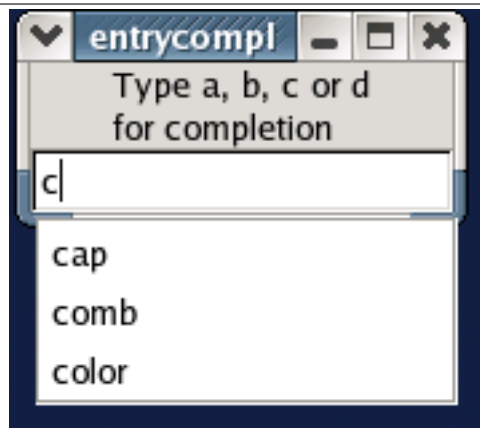 entrycompl
Type a, b, c or d
for completion
c
cap
comb
color